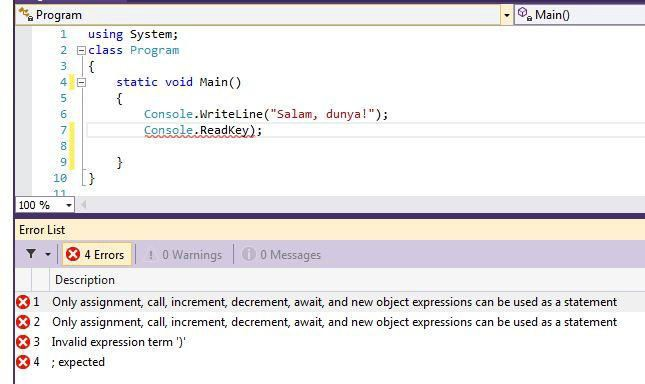 Program
Main()
1 using System;
2 class Program
3 {
4 static void Main()
5 {
6 Console.WriteLine("Salam, dunya!");
7 Console.ReadKey);
8
9 }
10 }
11
100 %
Error List
4 Errors 0 Warnings 0 Messages
Description
1 Only assignment, call, increment, decrement, await, and new object expressions can be used as a statement
2 Only assignment, call, increment, decrement, await, and new object expressions can be used as a statement
3 Invalid expression term ')'
4 ; expected